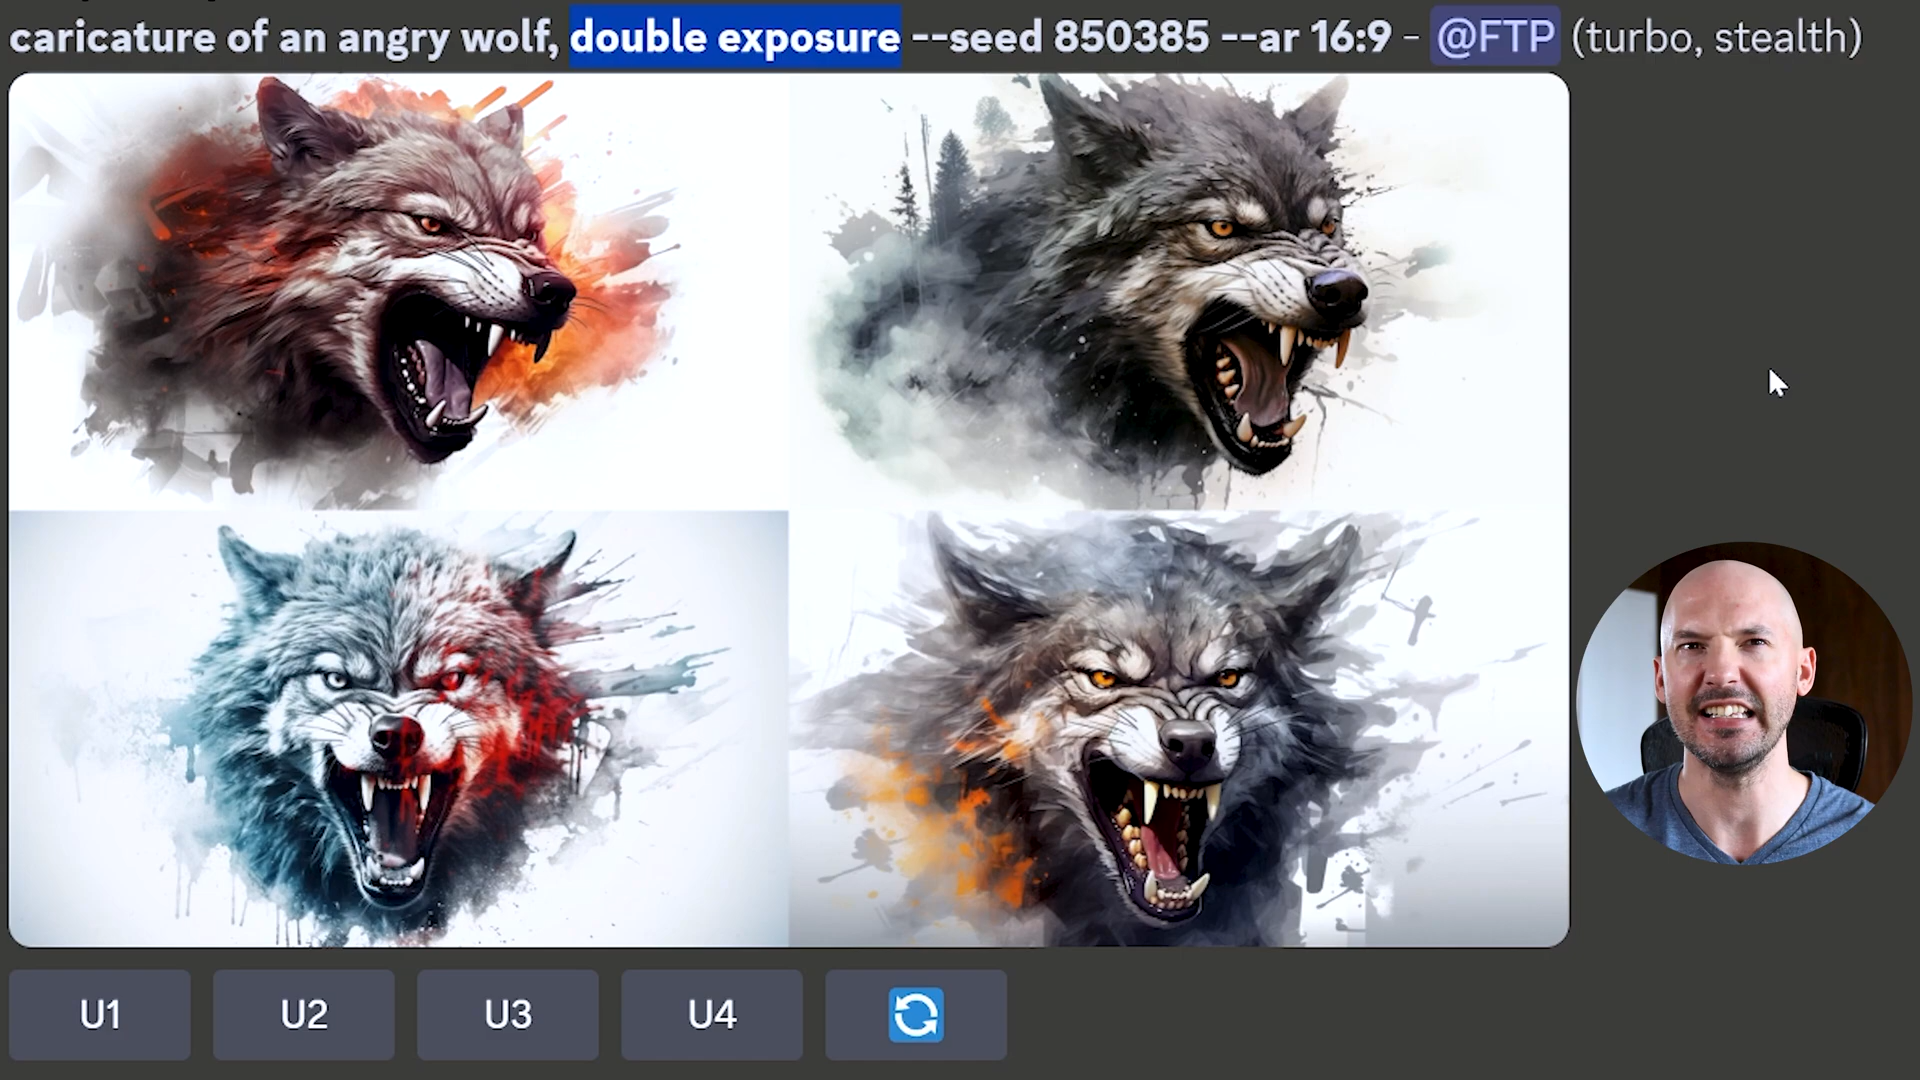 caricature of an angry wolf, double exposure --seed 850385 --ar 16:9 - @FTP (turbo, stealth)
U1 U2 U3 U4